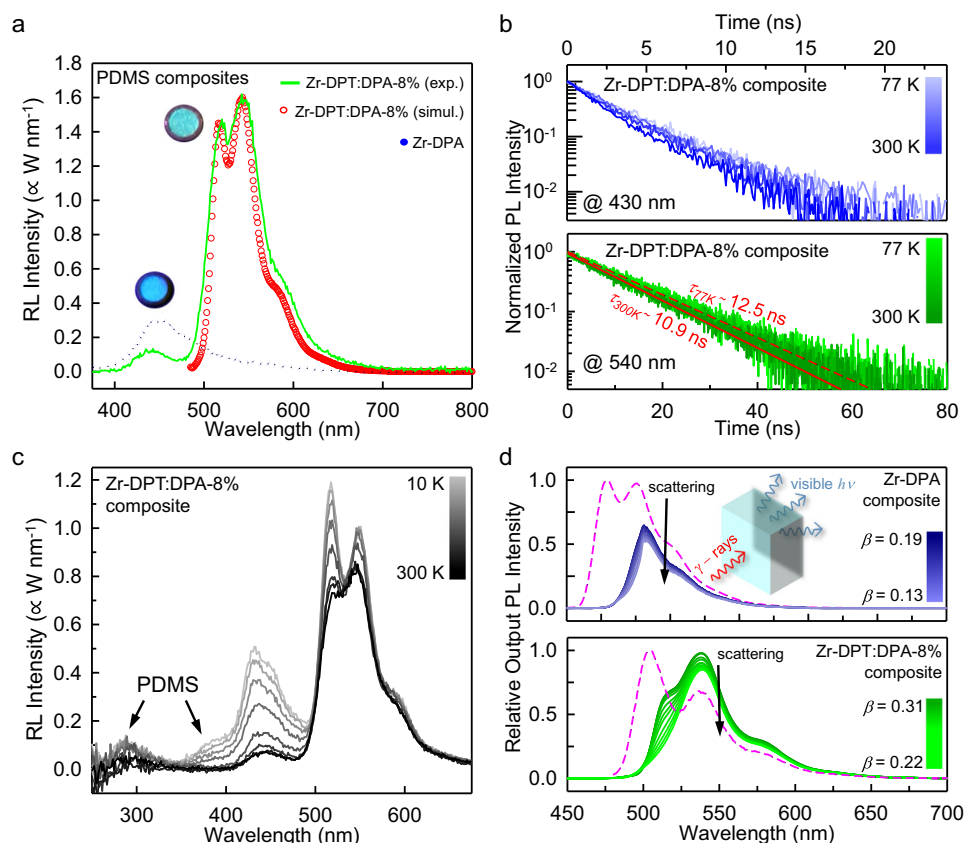 a
PDMS composites
Zr-DPT:DPA-8% (exp.)
Zr-DPT:DPA-8% (simul.)
Zr-DPA
RL Intensity (∝ W nm⁻¹)
1.8
1.6
1.4
1.2
1.0
0.8
0.6
0.4
0.2
0.0
400 500 600 700 800
Wavelength (nm)
b
Time (ns)
0 5 10 15 20
Zr-DPT:DPA-8% composite
77 K
300 K
@ 430 nm
10⁰
10⁻¹
10⁻²
Normalized PL Intensity
Zr-DPT:DPA-8% composite
77 K
300 K
τ77K~ 12.5 ns
τ300K~ 10.9 ns
@ 540 nm
10⁰
10⁻¹
10⁻²
0 20 40 60 80
Time (ns)
c
Zr-DPT:DPA-8%
composite
10 K
300 K
PDMS
RL Intensity (∝ W nm⁻¹)
1.2
1.0
0.8
0.6
0.4
0.2
0.0
300 400 500 600
Wavelength (nm)
d
Zr-DPA
composite
scattering
visible hν
γ – rays
β = 0.19
β = 0.13
1.0
0.5
0.0
Relative Output PL Intensity
Zr-DPT:DPA-8%
composite
scattering
β = 0.31
β = 0.22
1.0
0.5
0.0
450 500 550 600 650 700
Wavelength (nm)